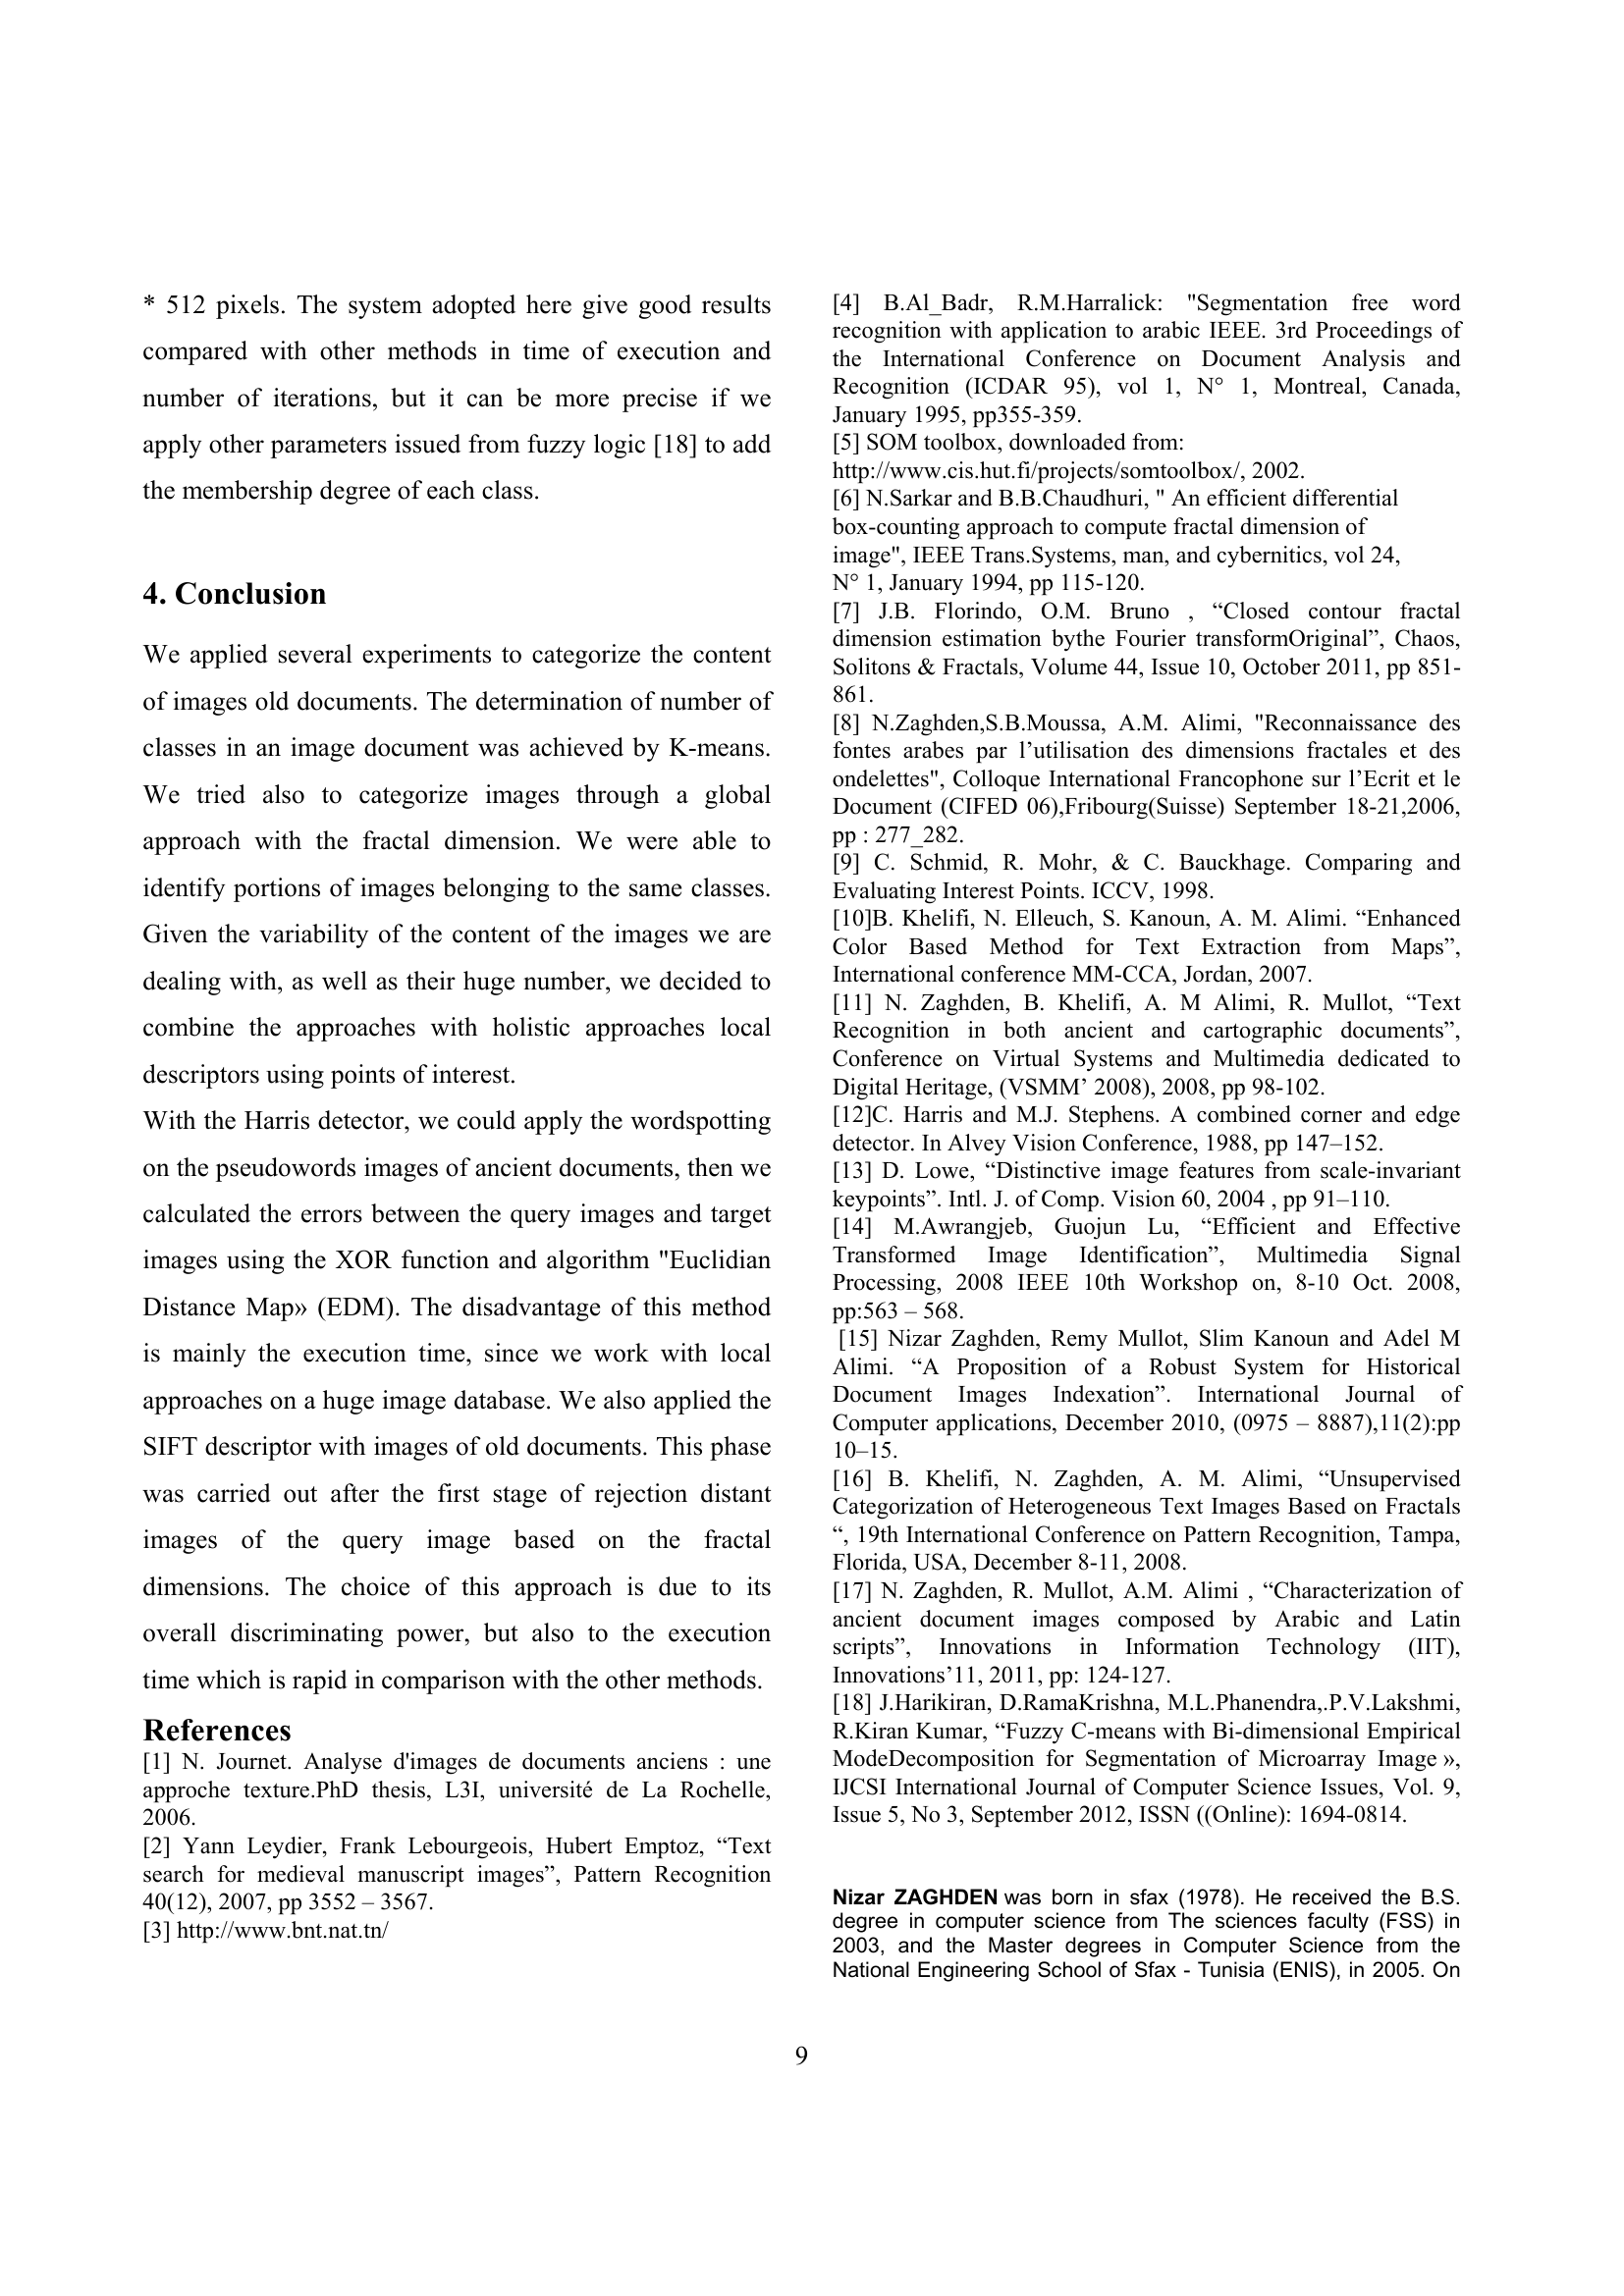 * 512 pixels. The system adopted here give good results
compared with other methods in time of execution and
number of iterations, but it can be more precise if we
apply other parameters issued from fuzzy logic [18] to add
the membership degree of each class.
4. Conclusion
We applied several experiments to categorize the content
of images old documents. The determination of number of
classes in an image document was achieved by K-means.
We tried also to categorize images through a global
approach with the fractal dimension. We were able to
identify portions of images belonging to the same classes.
Given the variability of the content of the images we are
dealing with, as well as their huge number, we decided to
combine the approaches with holistic approaches local
descriptors using points of interest.
With the Harris detector, we could apply the wordspotting
on the pseudowords images of ancient documents, then we
calculated the errors between the query images and target
images using the XOR function and algorithm "Euclidian
Distance Map» (EDM). The disadvantage of this method
is mainly the execution time, since we work with local
approaches on a huge image database. We also applied the
SIFT descriptor with images of old documents. This phase
was carried out after the first stage of rejection distant
images of the query image based on the fractal
dimensions. The choice of this approach is due to its
overall discriminating power, but also to the execution
time which is rapid in comparison with the other methods.
References
[1] N. Journet. Analyse d'images de documents anciens : une
approche texture.PhD thesis, L3I, université de La Rochelle,
2006.
[2] Yann Leydier, Frank Lebourgeois, Hubert Emptoz, “Text
search for medieval manuscript images”, Pattern Recognition
40(12), 2007, pp 3552 – 3567.
[3] http://www.bnt.nat.tn/
[4] B.Al_Badr, R.M.Harralick: "Segmentation free word
recognition with application to arabic IEEE. 3rd Proceedings of
the International Conference on Document Analysis and
Recognition (ICDAR 95), vol 1, N° 1, Montreal, Canada,
January 1995, pp355-359.
[5] SOM toolbox, downloaded from:
http://www.cis.hut.fi/projects/somtoolbox/, 2002.
[6] N.Sarkar and B.B.Chaudhuri, " An efficient differential
box-counting approach to compute fractal dimension of
image", IEEE Trans.Systems, man, and cybernitics, vol 24,
N° 1, January 1994, pp 115-120.
[7] J.B. Florindo, O.M. Bruno , “Closed contour fractal
dimension estimation bythe Fourier transformOriginal”, Chaos,
Solitons & Fractals, Volume 44, Issue 10, October 2011, pp 851-
861.
[8] N.Zaghden,S.B.Moussa, A.M. Alimi, "Reconnaissance des
fontes arabes par l’utilisation des dimensions fractales et des
ondelettes", Colloque International Francophone sur l’Ecrit et le
Document (CIFED 06),Fribourg(Suisse) September 18-21,2006,
pp : 277_282.
[9] C. Schmid, R. Mohr, & C. Bauckhage. Comparing and
Evaluating Interest Points. ICCV, 1998.
[10]B. Khelifi, N. Elleuch, S. Kanoun, A. M. Alimi. “Enhanced
Color Based Method for Text Extraction from Maps”,
International conference MM-CCA, Jordan, 2007.
[11] N. Zaghden, B. Khelifi, A. M Alimi, R. Mullot, “Text
Recognition in both ancient and cartographic documents”,
Conference on Virtual Systems and Multimedia dedicated to
Digital Heritage, (VSMM’ 2008), 2008, pp 98-102.
[12]C. Harris and M.J. Stephens. A combined corner and edge
detector. In Alvey Vision Conference, 1988, pp 147–152.
[13] D. Lowe, “Distinctive image features from scale-invariant
keypoints”. Intl. J. of Comp. Vision 60, 2004 , pp 91–110.
[14] M.Awrangjeb, Guojun Lu, “Efficient and Effective
Transformed Image Identification”, Multimedia Signal
Processing, 2008 IEEE 10th Workshop on, 8-10 Oct. 2008,
pp:563 – 568.
[15] Nizar Zaghden, Remy Mullot, Slim Kanoun and Adel M
Alimi. “A Proposition of a Robust System for Historical
Document Images Indexation”. International Journal of
Computer applications, December 2010, (0975 – 8887),11(2):pp
10–15.
[16] B. Khelifi, N. Zaghden, A. M. Alimi, “Unsupervised
Categorization of Heterogeneous Text Images Based on Fractals
“, 19th International Conference on Pattern Recognition, Tampa,
Florida, USA, December 8-11, 2008.
[17] N. Zaghden, R. Mullot, A.M. Alimi , “Characterization of
ancient document images composed by Arabic and Latin
scripts”, Innovations in Information Technology (IIT),
Innovations’11, 2011, pp: 124-127.
[18] J.Harikiran, D.RamaKrishna, M.L.Phanendra,.P.V.Lakshmi,
R.Kiran Kumar, “Fuzzy C-means with Bi-dimensional Empirical
ModeDecomposition for Segmentation of Microarray Image »,
IJCSI International Journal of Computer Science Issues, Vol. 9,
Issue 5, No 3, September 2012, ISSN ((Online): 1694-0814.
Nizar ZAGHDEN was born in sfax (1978). He received the B.S.
degree in computer science from The sciences faculty (FSS) in
2003, and the Master degrees in Computer Science from the
National Engineering School of Sfax - Tunisia (ENIS), in 2005. On
9